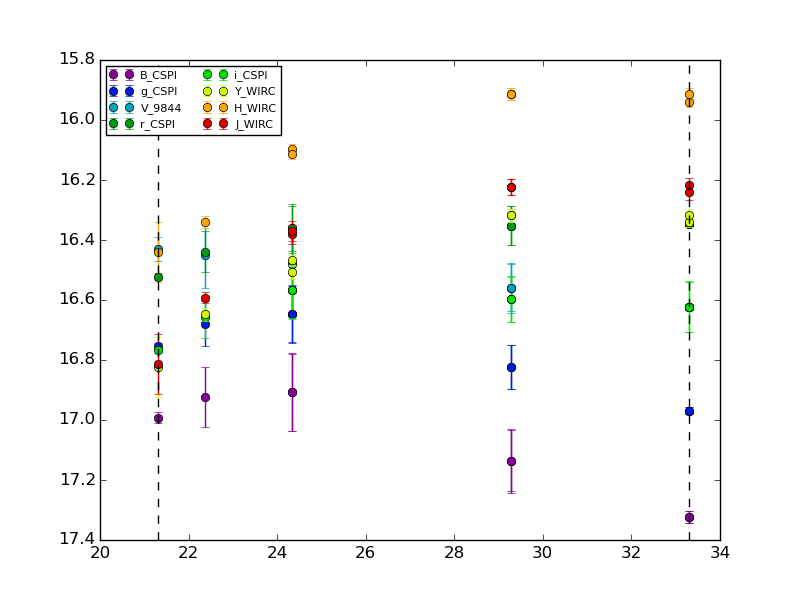 15.8
16.0
16.2
16.4
16.6
16.8
17.0
17.2
17.4
B_CSPI
g_CSPI
V_9844
r_CSPI
i_CSPI
Y_WIRC
H_WIRC
J_WIRC
20 22 24 26 28 30 32 34